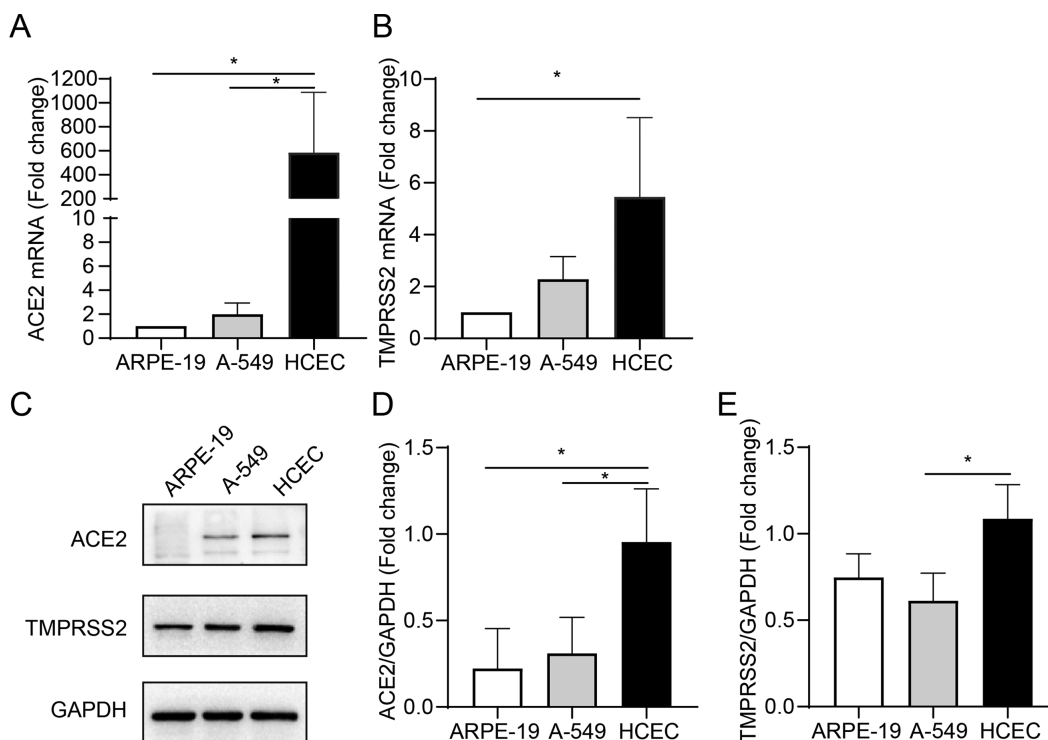 A
ACE2 mRNA (Fold change)
1200
1000
800
600
400
200
10
8
6
4
2
0
*
*
ARPE-19 A-549 HCEC
B
TMPRSS2 mRNA (Fold change)
10
8
6
4
2
0
*
ARPE-19 A-549 HCEC
C
ARPE-19 A-549 HCEC
ACE2
TMPRSS2
GAPDH
D
ACE2/GAPDH (Fold change)
1.5
1.0
0.5
0.0
*
*
ARPE-19 A-549 HCEC
E
TMPRSS2/GAPDH (Fold change)
1.5
1.0
0.5
0.0
*
ARPE-19 A-549 HCEC